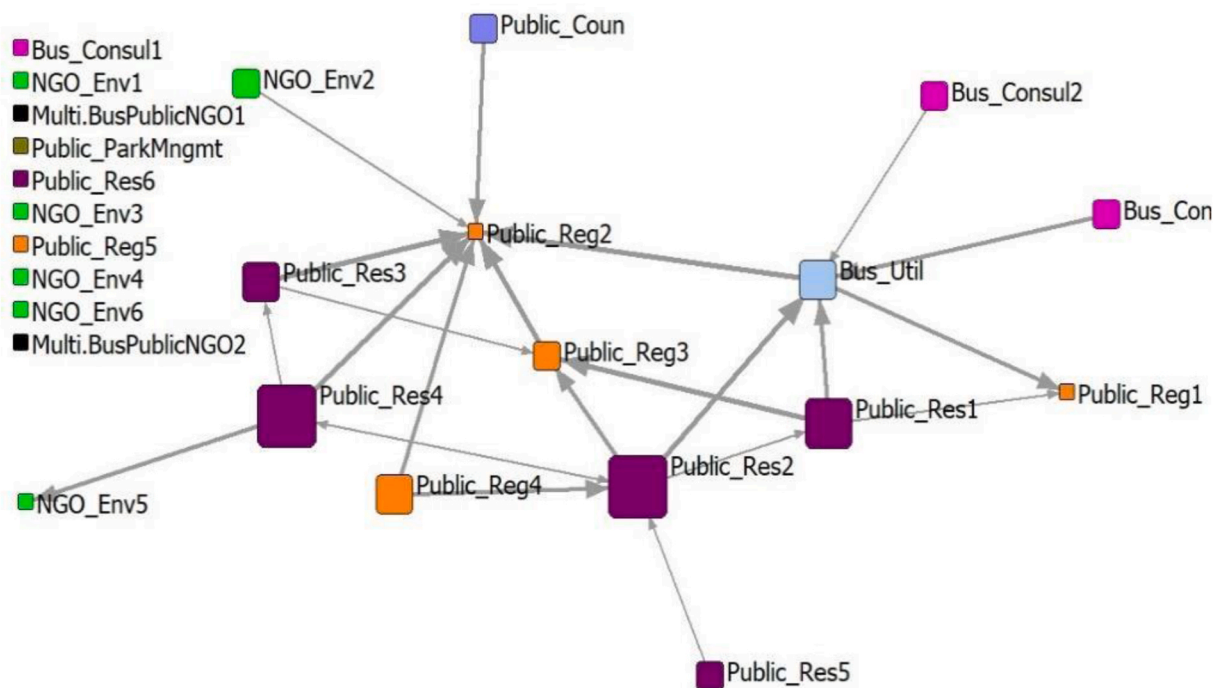 Public_Coun
Bus_Consul1
NGO_Env1
Multi.BusPublicNGO1
Public_ParkMngmt
Public_Res6
NGO_Env3
Public_Reg5
NGO_Env4
NGO_Env6
Multi.BusPublicNGO2
NGO_Env2
Bus_Consul2
Bus_Con
Public_Reg2
Public_Res3
Bus_Util
Public_Reg3
Public_Res4
Public_Res1
Public_Reg1
Public_Res2
Public_Reg4
NGO_Env5
Public_Res5